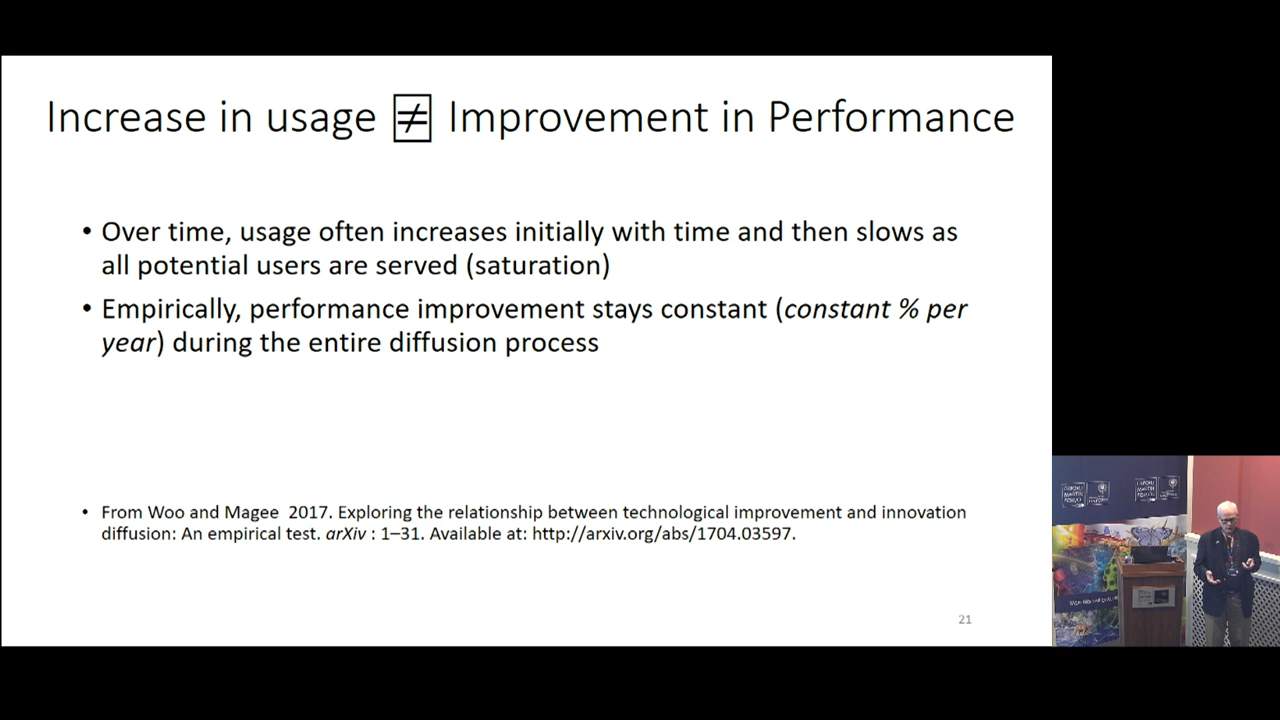 Increase in usage ≠ Improvement in Performance
• Over time, usage often increases initially with time and then slows as
all potential users are served (saturation)
• Empirically, performance improvement stays constant (constant % per
year) during the entire diffusion process
• From Woo and Magee 2017. Exploring the relationship between technological improvement and innovation
diffusion: An empirical test. arXiv : 1–31. Available at: http://arxiv.org/abs/1704.03597.
21